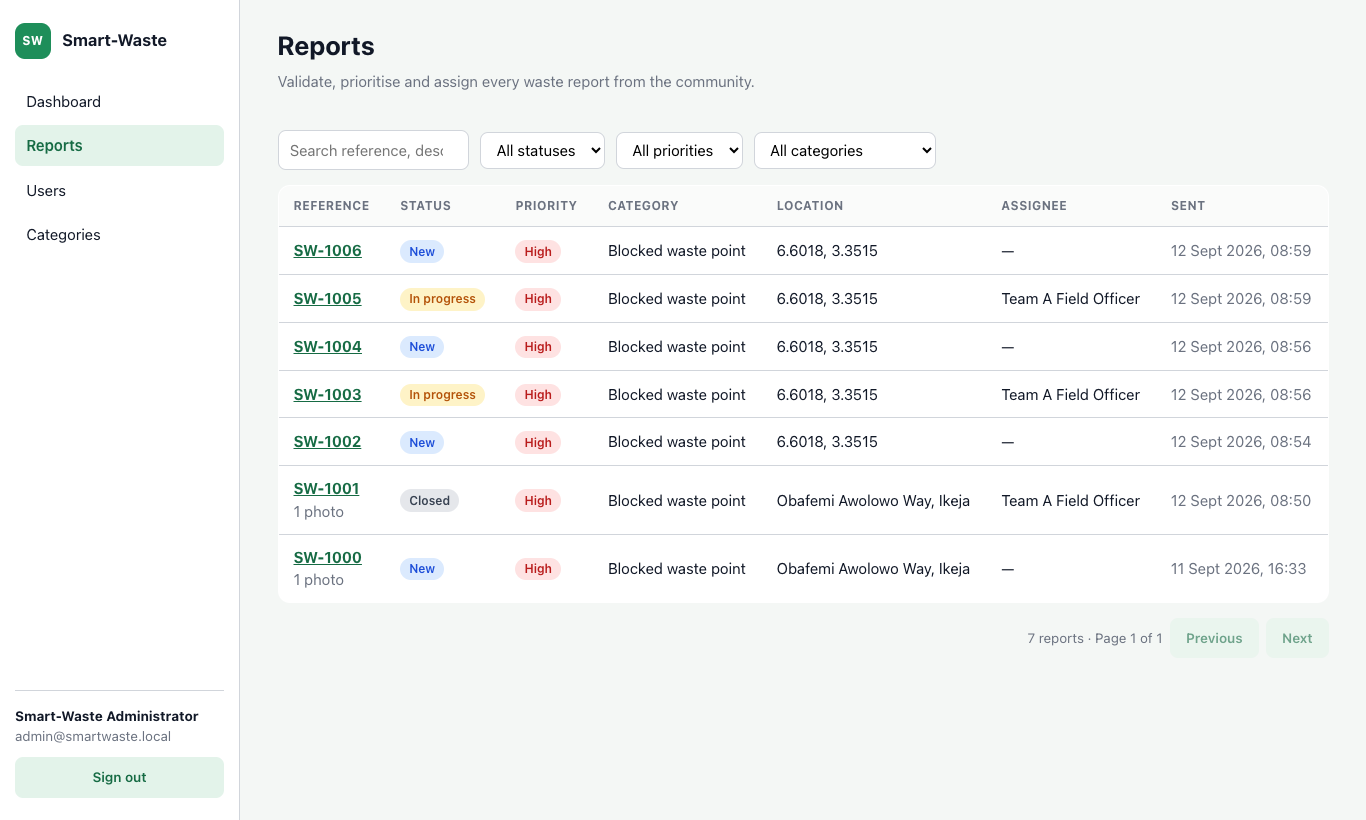 SW Smart-Waste
Dashboard
Reports
Users
Categories
Smart-Waste Administrator
admin@smartwaste.local
Sign out
Reports
Validate, prioritise and assign every waste report from the community.
Search reference, desc All statuses All priorities All categories
REFERENCE STATUS PRIORITY CATEGORY LOCATION ASSIGNEE SENT
SW-1006 New High Blocked waste point 6.6018, 3.3515 — 12 Sept 2026, 08:59
SW-1005 In progress High Blocked waste point 6.6018, 3.3515 Team A Field Officer 12 Sept 2026, 08:59
SW-1004 New High Blocked waste point 6.6018, 3.3515 — 12 Sept 2026, 08:56
SW-1003 In progress High Blocked waste point 6.6018, 3.3515 Team A Field Officer 12 Sept 2026, 08:56
SW-1002 New High Blocked waste point 6.6018, 3.3515 — 12 Sept 2026, 08:54
SW-1001 Closed High Blocked waste point Obafemi Awolowo Way, Ikeja Team A Field Officer 12 Sept 2026, 08:50
1 photo
SW-1000 New High Blocked waste point Obafemi Awolowo Way, Ikeja — 11 Sept 2026, 16:33
1 photo
7 reports · Page 1 of 1 Previous Next